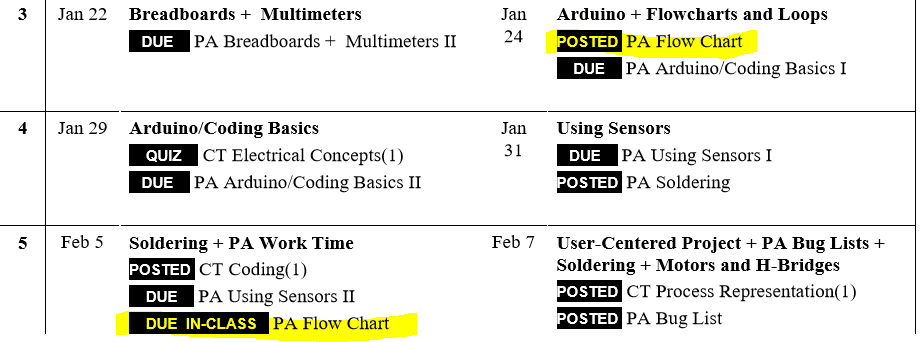 3 Jan 22 Breadboards + Multimeters
DUE PA Breadboards + Multimeters II
Jan 24 Arduino + Flowcharts and Loops
POSTED PA Flow Chart
DUE PA Arduino/Coding Basics I
4 Jan 29 Arduino/Coding Basics
QUIZ CT Electrical Concepts(1)
DUE PA Arduino/Coding Basics II
Jan 31 Using Sensors
DUE PA Using Sensors I
POSTED PA Soldering
5 Feb 5 Soldering + PA Work Time
POSTED CT Coding(1)
DUE PA Using Sensors II
DUE IN-CLASS PA Flow Chart
Feb 7 User-Centered Project + PA Bug Lists +
Soldering + Motors and H-Bridges
POSTED CT Process Representation(1)
POSTED PA Bug List